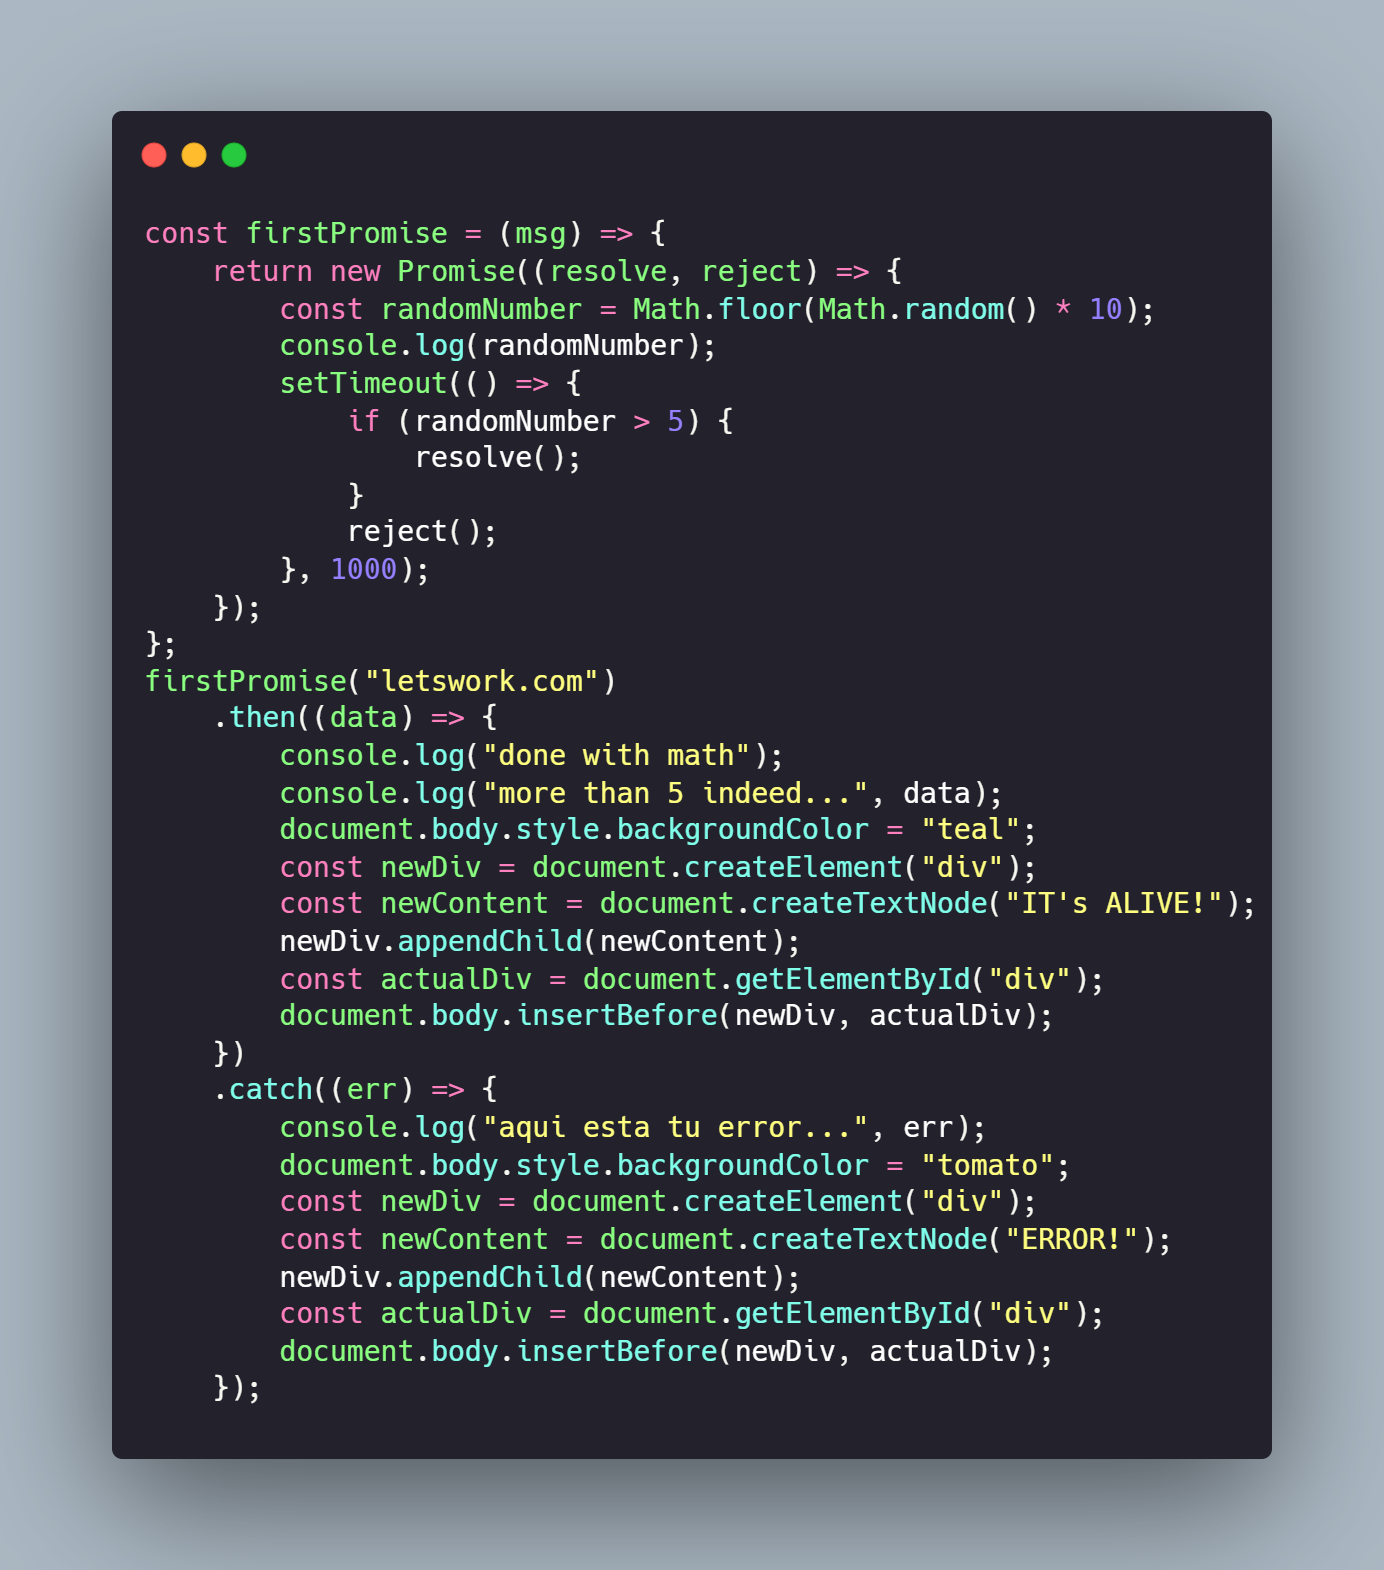 const firstPromise = (msg) => {
    return new Promise((resolve, reject) => {
        const randomNumber = Math.floor(Math.random() * 10);
        console.log(randomNumber);
        setTimeout(() => {
            if (randomNumber > 5) {
                resolve();
            }
            reject();
        }, 1000);
    });
};
firstPromise("letswork.com")
    .then((data) => {
        console.log("done with math");
        console.log("more than 5 indeed...", data);
        document.body.style.backgroundColor = "teal";
        const newDiv = document.createElement("div");
        const newContent = document.createTextNode("IT's ALIVE!");
        newDiv.appendChild(newContent);
        const actualDiv = document.getElementById("div");
        document.body.insertBefore(newDiv, actualDiv);
    })
    .catch((err) => {
        console.log("aqui esta tu error...", err);
        document.body.style.backgroundColor = "tomato";
        const newDiv = document.createElement("div");
        const newContent = document.createTextNode("ERROR!");
        newDiv.appendChild(newContent);
        const actualDiv = document.getElementById("div");
        document.body.insertBefore(newDiv, actualDiv);
    });